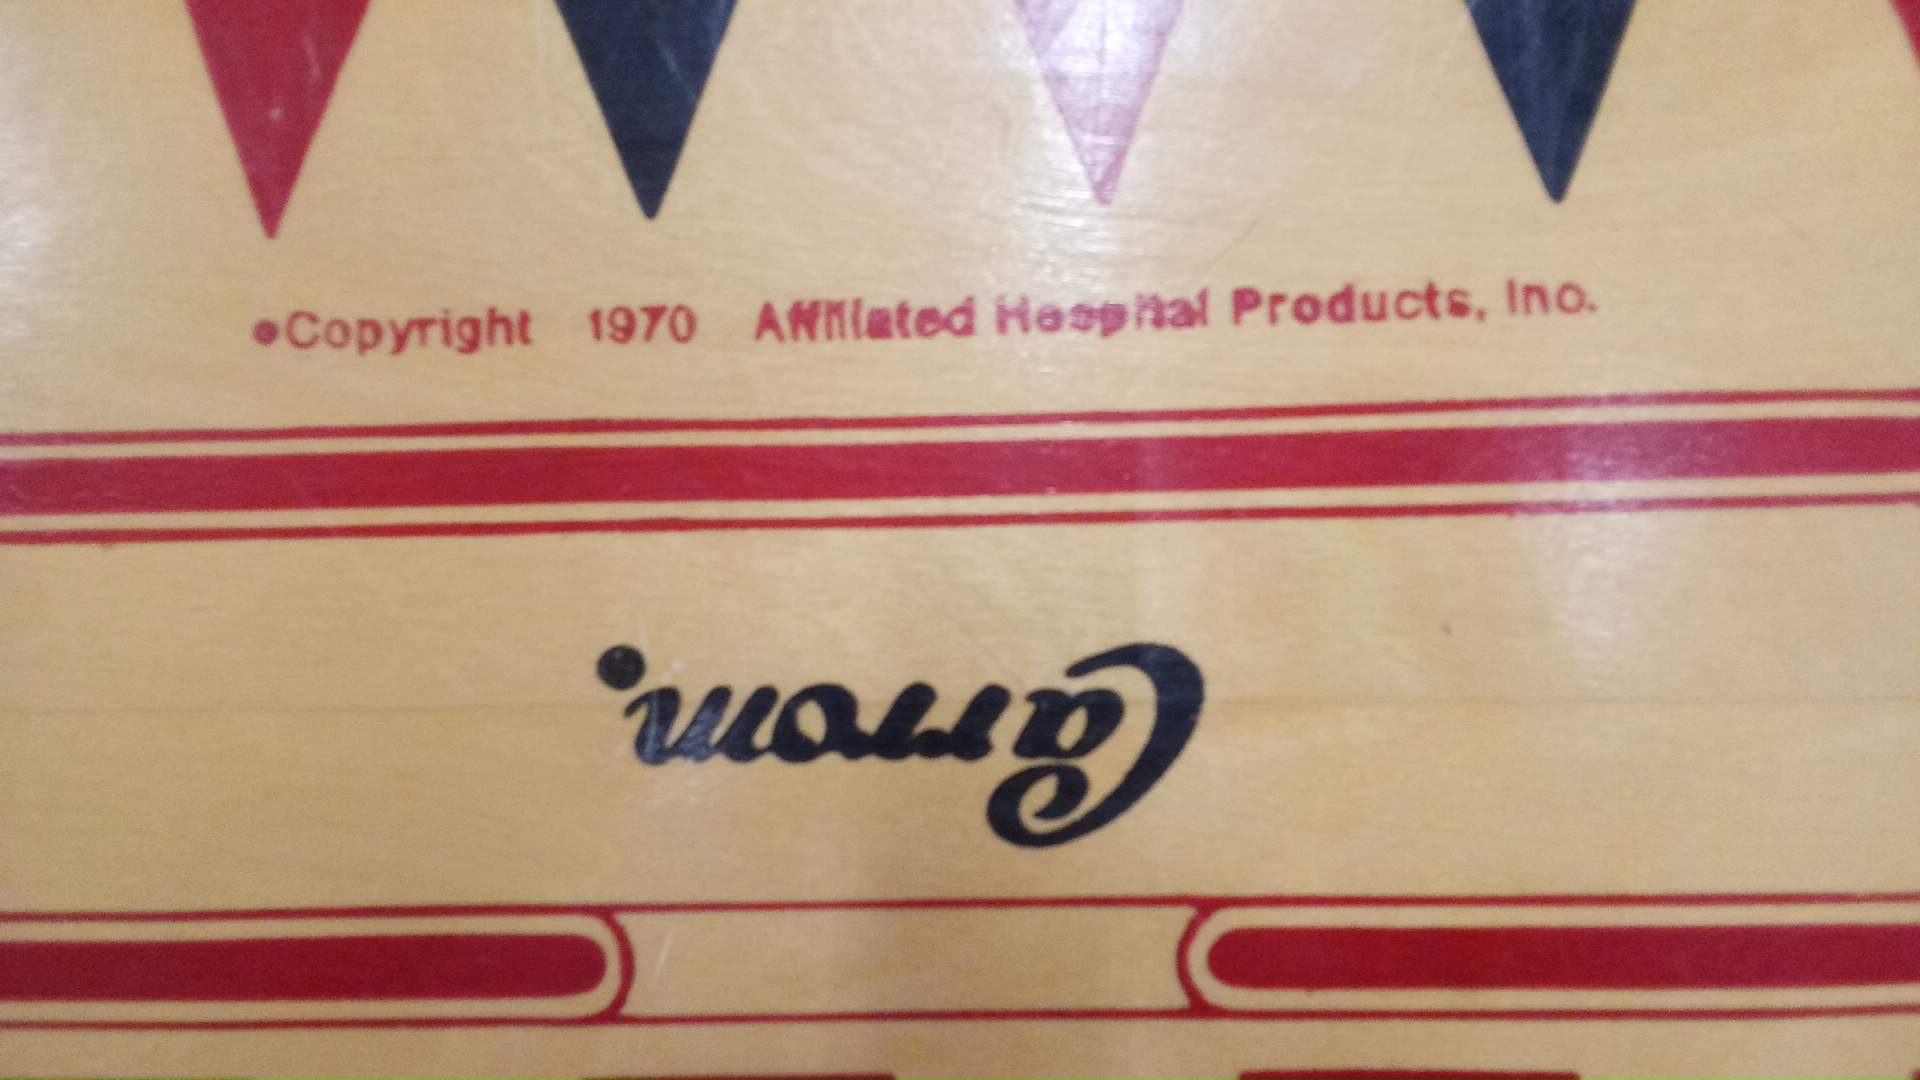 ©Copyright 1970 Affiliated Hospital Products, Inc.
Carrom.